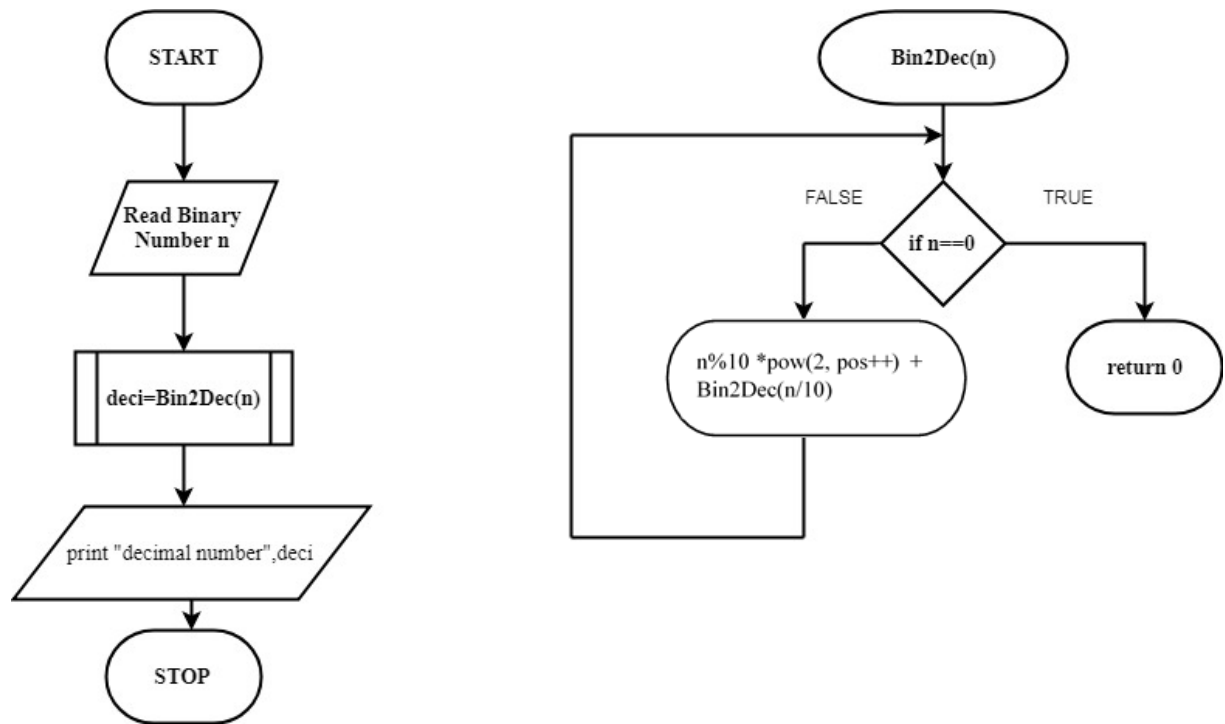 START
Read Binary
Number n
deci=Bin2Dec(n)
print "decimal number",deci
STOP
Bin2Dec(n)
FALSE
TRUE
if n==0
n%10 *pow(2, pos++) +
Bin2Dec(n/10)
return 0